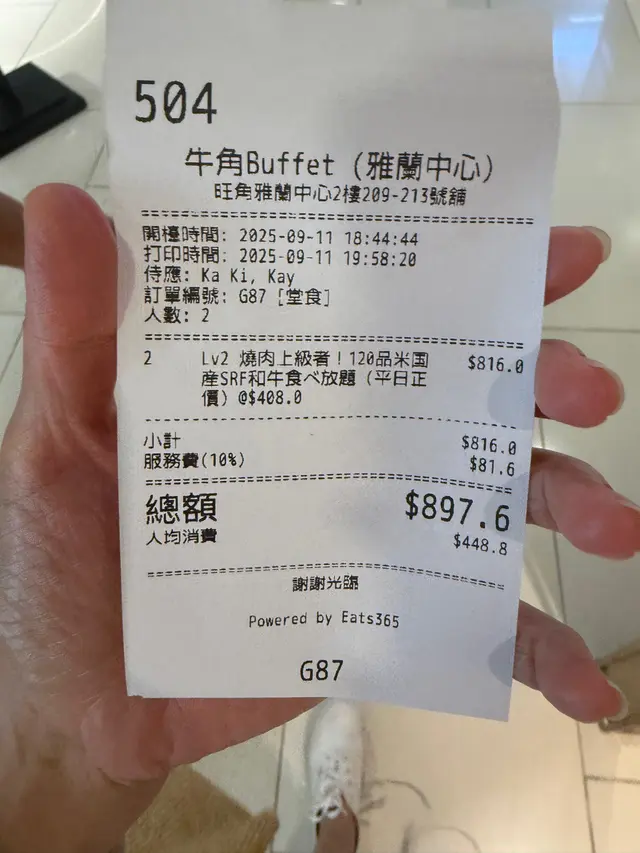 504
牛角Buffet (雅蘭中心)
旺角雅蘭中心2樓209-213號舖
開檯時間: 2025-09-11 18:44:44
打印時間: 2025-09-11 19:58:20
侍應: Ka Ki, Kay
訂單編號: G87 [堂食]
人數: 2
2 Lv2 燒肉上級者！120品米国 $816.0
産SRF和牛食べ放題 (平日正
價) @$408.0
小計 $816.0
服務費(10%) $81.6
總額 $897.6
人均消費 $448.8
謝謝光臨
Powered by Eats365
G87